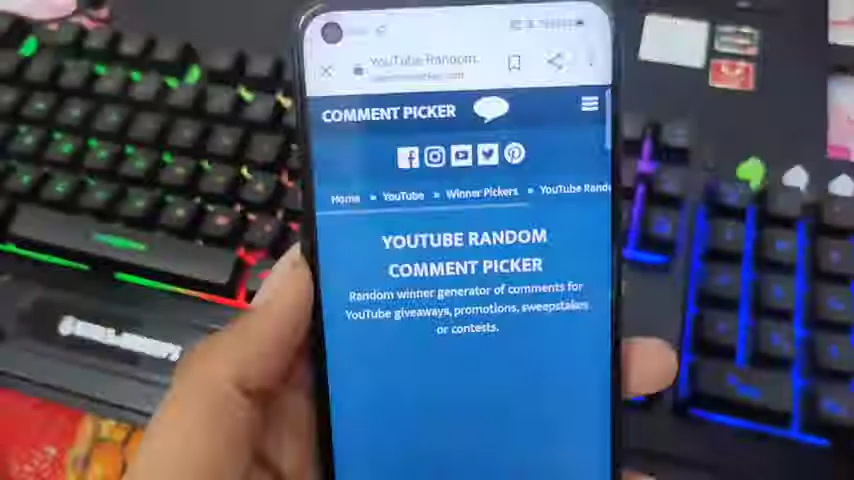 YouTube Random.
COMMENT PICKER
Home » YouTube » Winner Pickers » YouTube Rand
YOUTUBE RANDOM
COMMENT PICKER
Random winner generator of comments for
YouTube giveaways, promotions, sweepstakes
or contests.